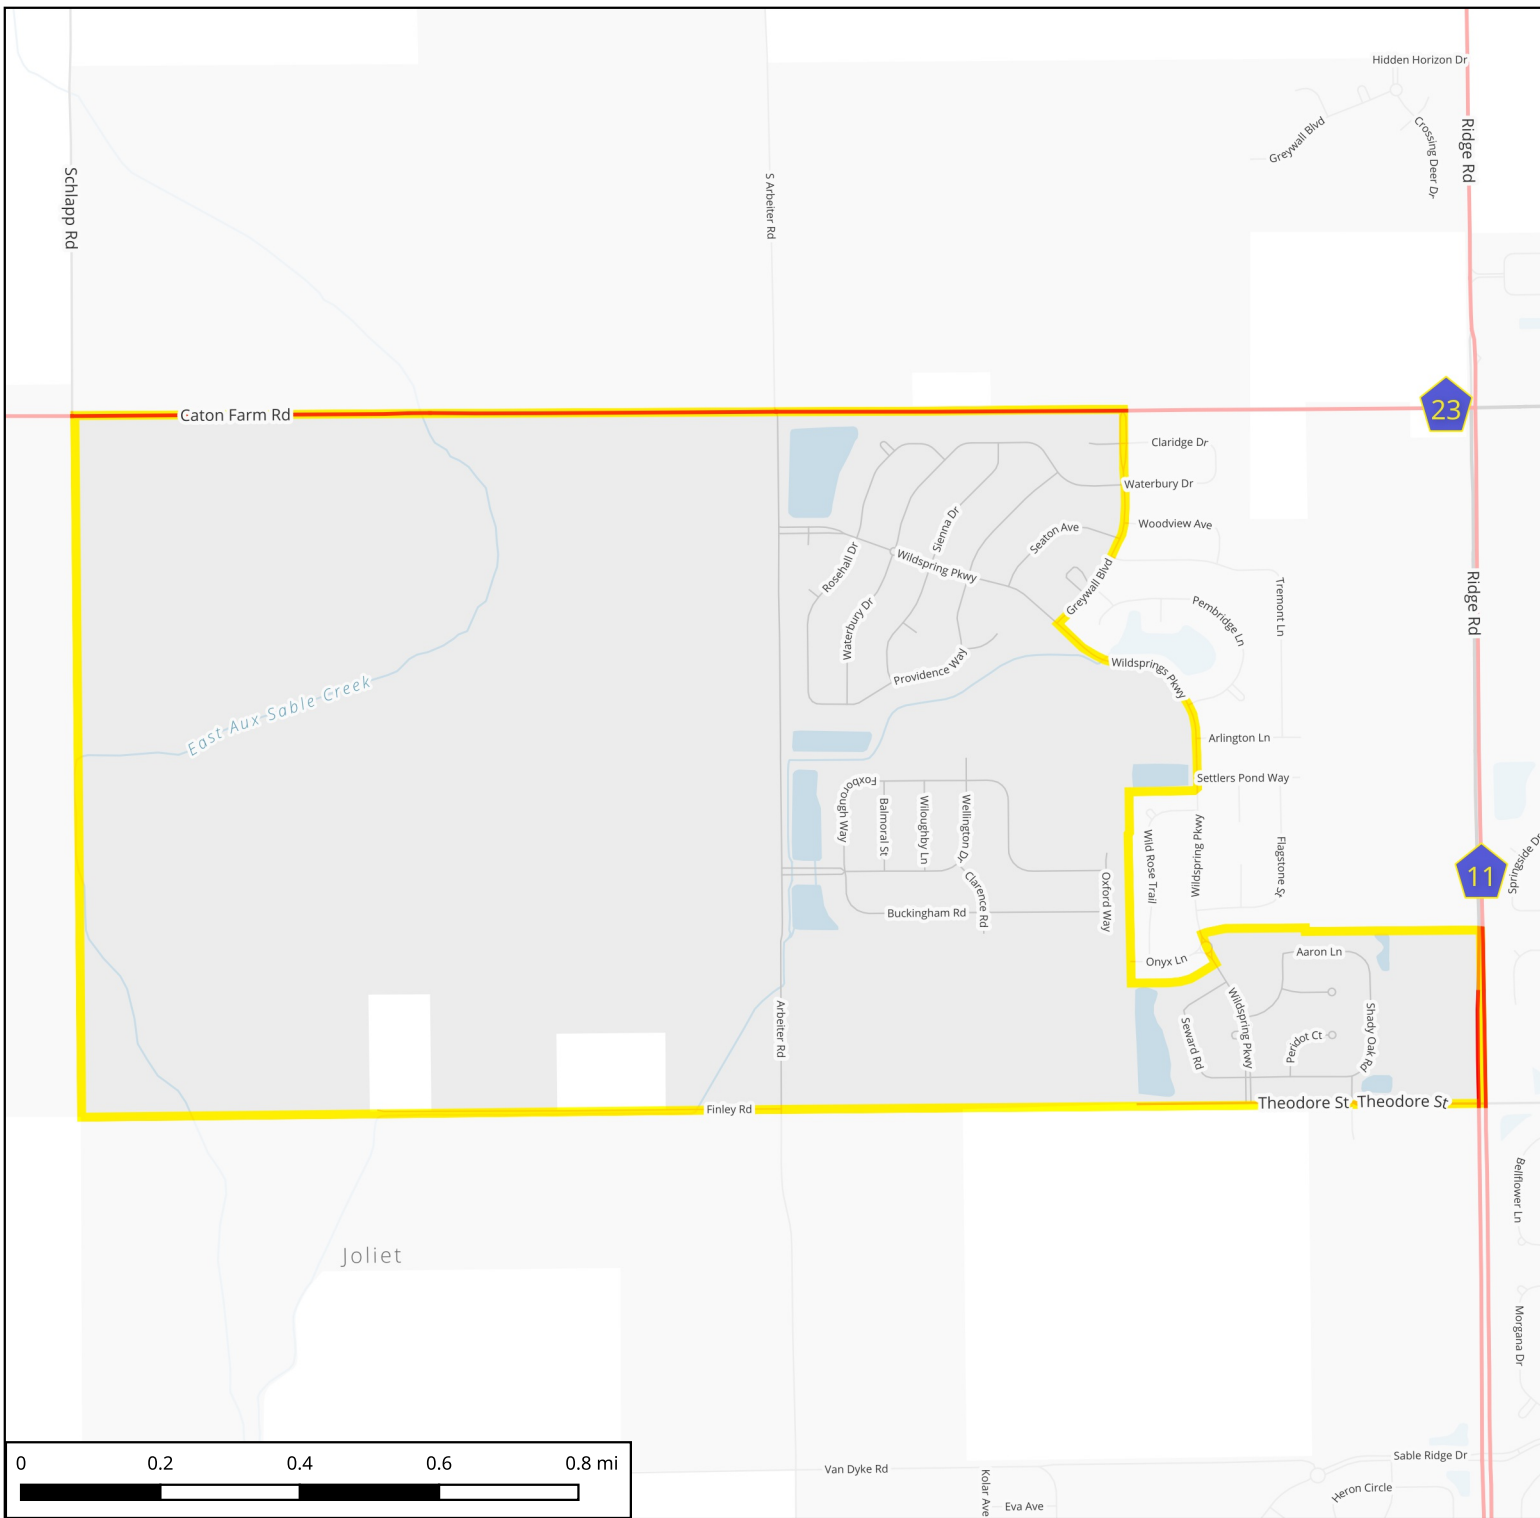 Hidden Horizon Dr
Greywall Blvd
Crossing Deer Dr
Ridge Rd
Schlapp Rd
S Arbeiter Rd
Caton Farm Rd
23
Claridge Dr
Waterbury Dr
Woodview Ave
Seaton Ave
Sienna Dr
Rosehall Dr
Wildspring Pkwy
Greywall Blvd
Tremont Ln
Ridge Rd
Pembridge Ln
Waterbury Dr
Providence Way
Wildsprings Pkwy
East Aux Sable Creek
Arlington Ln
Settlers Pond Way
Foxborough Way
Balmoral St
Wiloughby Ln
Wellington Dr
Wild Rose Trail
Wildspring Pkwy
Flagstone St
Springside Dr
11
Clarence Rd
Oxford Way
Buckingham Rd
Onyx Ln
Aaron Ln
Arbeiter Rd
Seward Rd
Wildspring Pkwy
Peridot Ct
Shady Oak Rd
Finley Rd
Theodore St
Theodore St
Bellflower Ln
Joliet
Morgana Dr
Sable Ridge Dr
Van Dyke Rd
Kolar Ave
Eva Ave
Heron Circle
0 0.2 0.4 0.6 0.8 mi